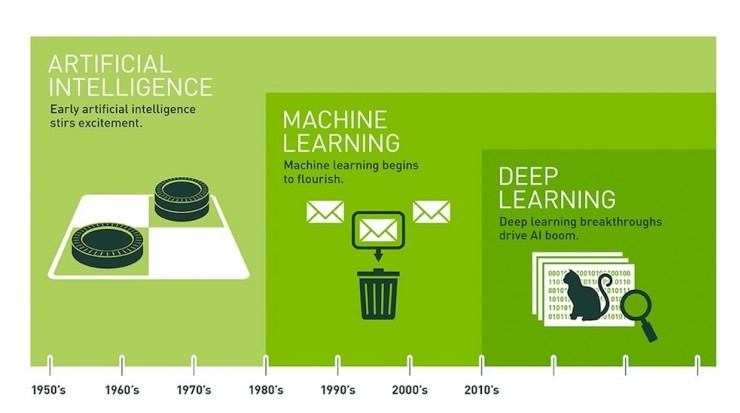 ARTIFICIAL
INTELLIGENCE
Early artificial intelligence
stirs excitement.
MACHINE
LEARNING
Machine learning begins
to flourish.
DEEP
LEARNING
Deep learning breakthroughs
drive AI boom.
1950's 1960's 1970's 1980's 1990's 2000's 2010's